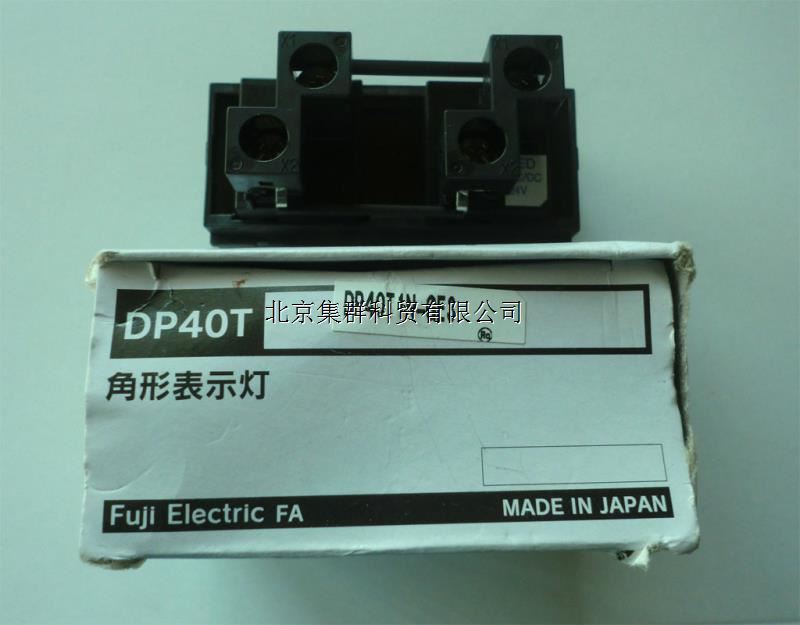 X1
X1
X2
X2
24V
DP40T
北京集群科贸有限公司
角形表示灯
Fuji Electric FA
MADE IN JAPAN